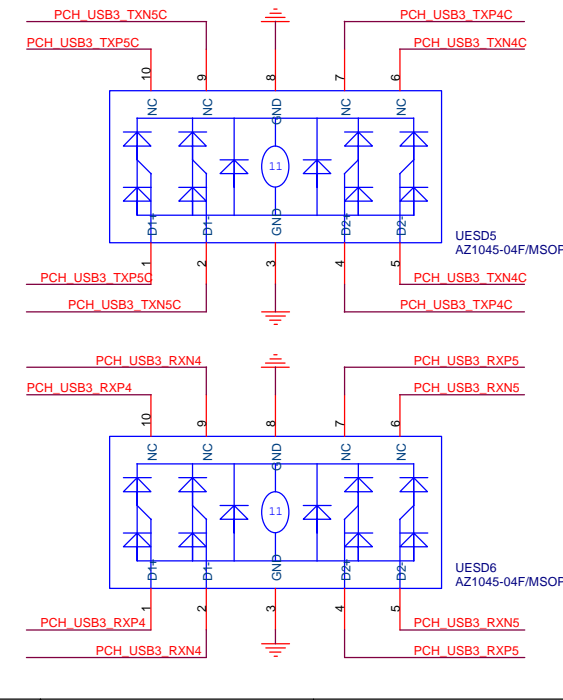 PCH_USB3_TXN5C
PCH_USB3_TXP4C
PCH_USB3_TXP5C
PCH_USB3_TXN4C
10
9
8
7
6
NC
NC
GND
NC
NC
11
D1+
D1-
GND
D2+
D2-
UESD5
AZ1045-04F/MSOP
1
2
3
4
5
PCH_USB3_TXP5C
PCH_USB3_TXN4C
PCH_USB3_TXN5C
PCH_USB3_TXP4C
PCH_USB3_RXN4
PCH_USB3_RXP5
PCH_USB3_RXP4
PCH_USB3_RXN5
10
9
8
7
6
NC
NC
GND
NC
NC
11
D1+
D1-
GND
D2+
D2-
UESD6
AZ1045-04F/MSOP
1
2
3
4
5
PCH_USB3_RXP4
PCH_USB3_RXN5
PCH_USB3_RXN4
PCH_USB3_RXP5